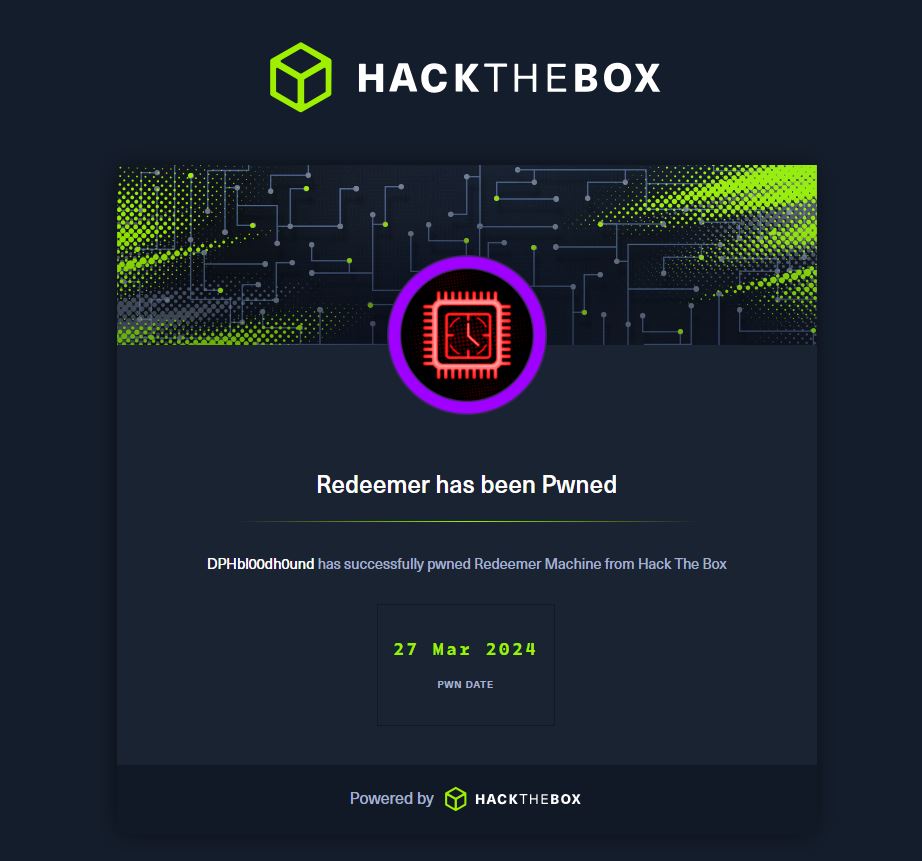 HACKTHEBOX
Redeemer has been Pwned
DPHbl00dh0und has successfully pwned Redeemer Machine from Hack The Box
27 Mar 2024
PWN DATE
Powered by HACKTHEBOX